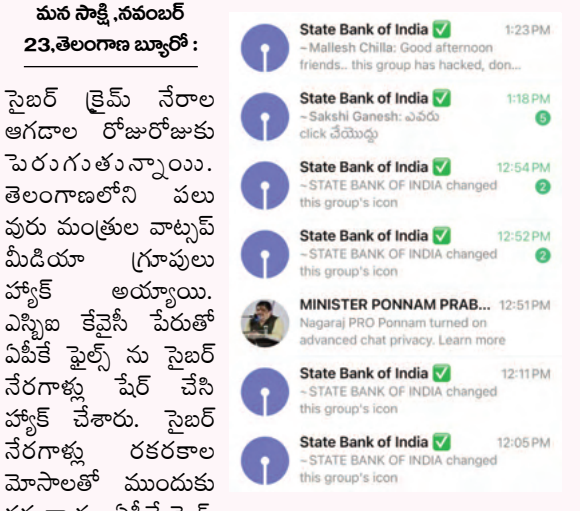 మన సాక్షి ,నవంబర్
23,తెలంగాణ బ్యూరో :
సైబర్ క్రైమ్ నేరాల
ఆగడాల రోజురోజుకు
పెరుగుతున్నాయి.
తెలంగాణలోని పలు
వురు మంత్రుల వాట్సప్
మీడియా గ్రూపులు
హ్యాక్ అయ్యాయి.
ఎస్బిఐ కేవైసీ పేరుతో
ఏపీకే ఫైల్స్ ను సైబర్
నేరగాళ్లు షేర్ చేసి
హ్యాక్ చేశారు. సైబర్
నేరగాళ్లు రకరకాల
మోసాలతో ముందుకు
State Bank of India ✅ 1:23 PM
~Mallesh Chilla: Good afternoon
friends.. this group has hacked, don...
State Bank of India ✅ 1:18 PM
~Sakshi Ganesh: ఎవరు 5
click చేయొద్దు
State Bank of India ✅ 12:54 PM
~STATE BANK OF INDIA changed 2
this group's icon
State Bank of India ✅ 12:52 PM
~STATE BANK OF INDIA changed 2
this group's icon
MINISTER PONNAM PRAB... 12:51 PM
Nagaraj PRO Ponnam turned on
advanced chat privacy. Learn more
State Bank of India ✅ 12:11 PM
~STATE BANK OF INDIA changed
this group's icon
State Bank of India ✅ 12:05 PM
~STATE BANK OF INDIA changed
this group's icon